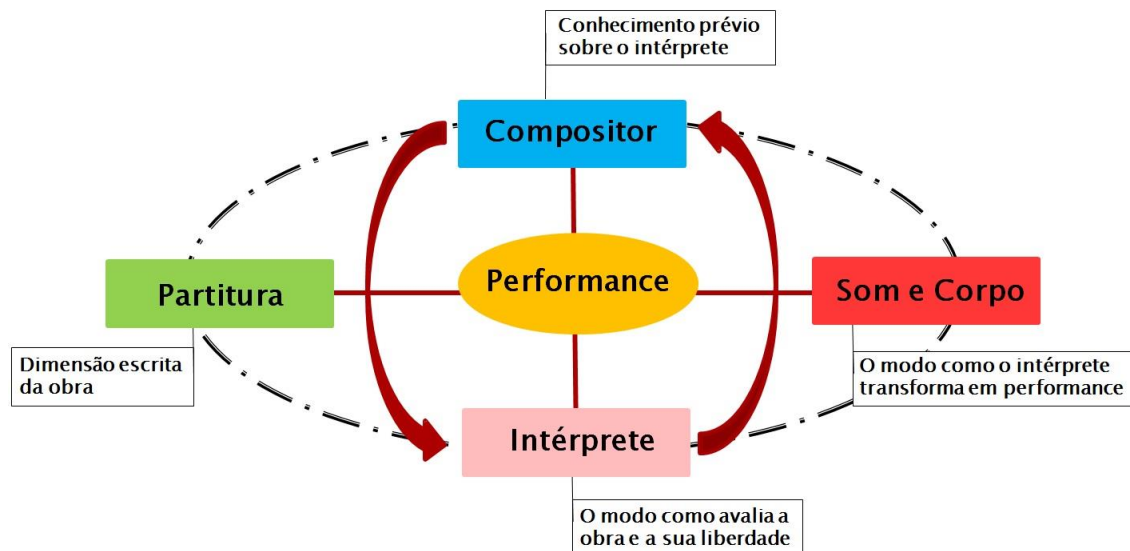 Conhecimento prévio
sobre o intérprete
Compositor
Partitura
Performance
Som e Corpo
Dimensão escrita
da obra
O modo como o intérprete
transforma em performance
Intérprete
O modo como avalia a
obra e a sua liberdade